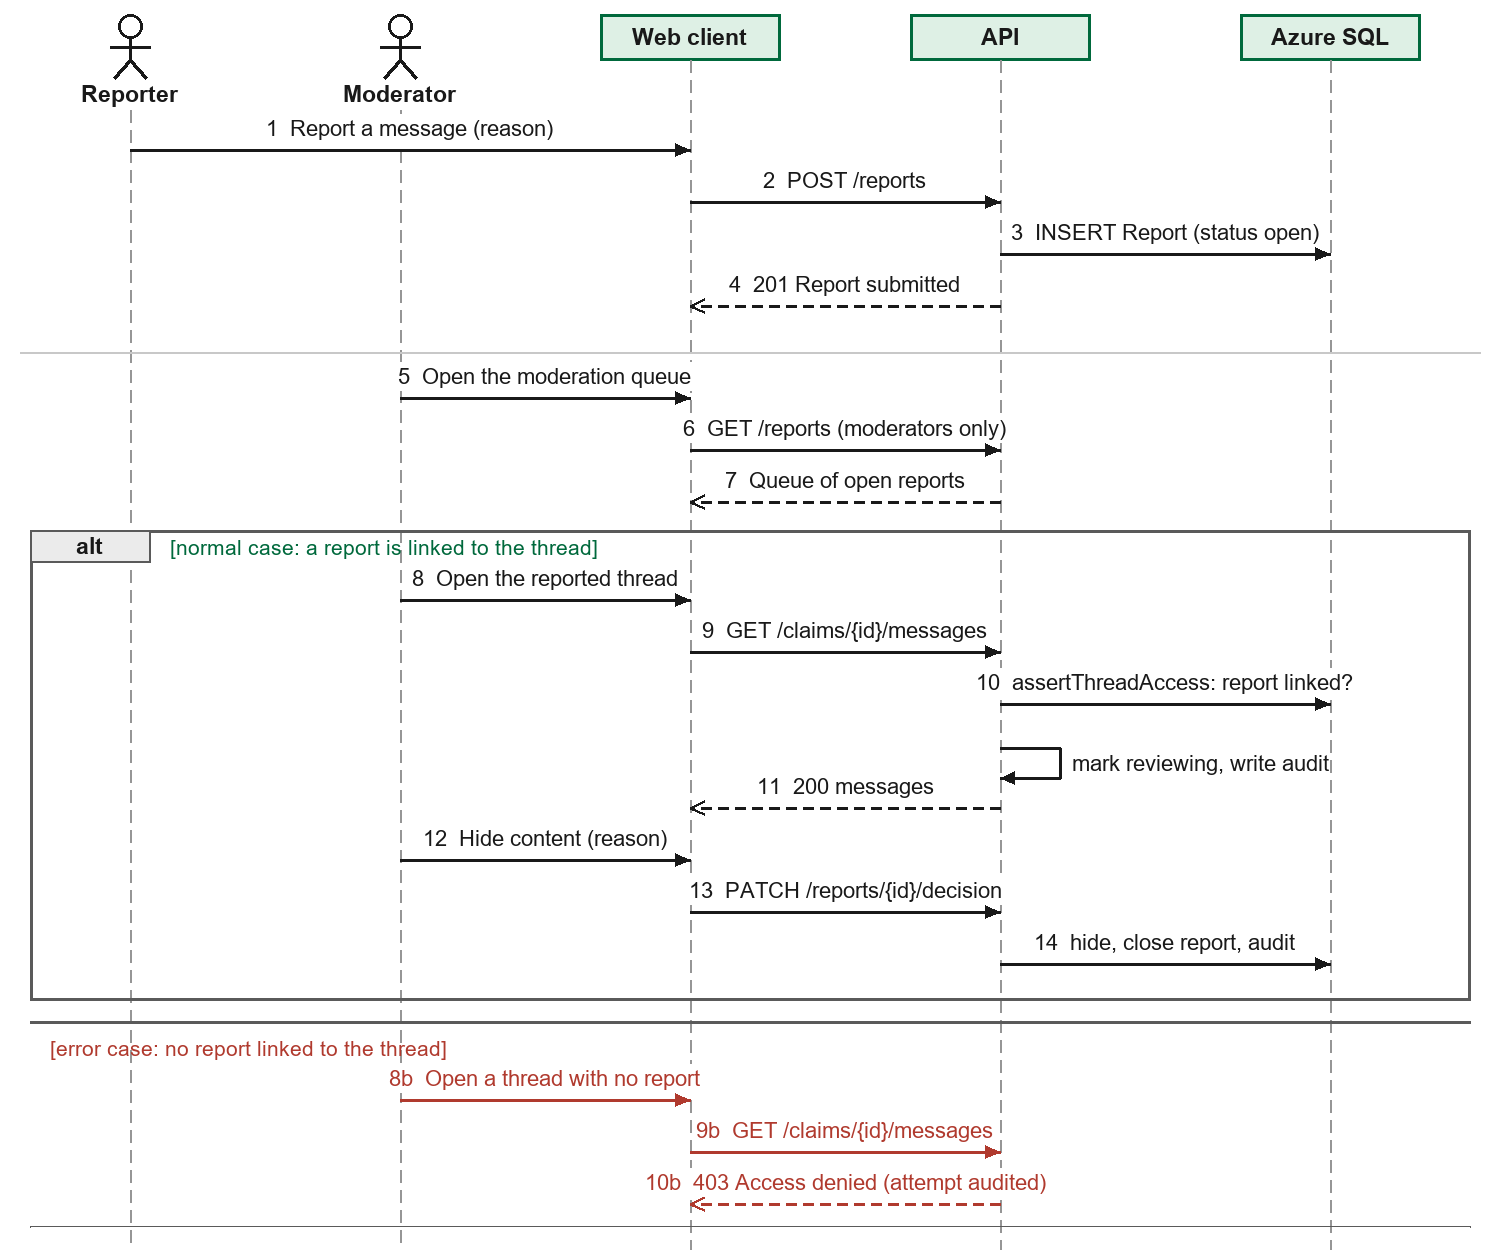 Reporter
Moderator
Web client
API
Azure SQL
1 Report a message (reason)
2 POST /reports
3 INSERT Report (status open)
4 201 Report submitted
5 Open the moderation queue
6 GET /reports (moderators only)
7 Queue of open reports
alt
[normal case: a report is linked to the thread]
8 Open the reported thread
9 GET /claims/{id}/messages
10 assertThreadAccess: report linked?
mark reviewing, write audit
11 200 messages
12 Hide content (reason)
13 PATCH /reports/{id}/decision
14 hide, close report, audit
[error case: no report linked to the thread]
8b Open a thread with no report
9b GET /claims/{id}/messages
10b 403 Access denied (attempt audited)